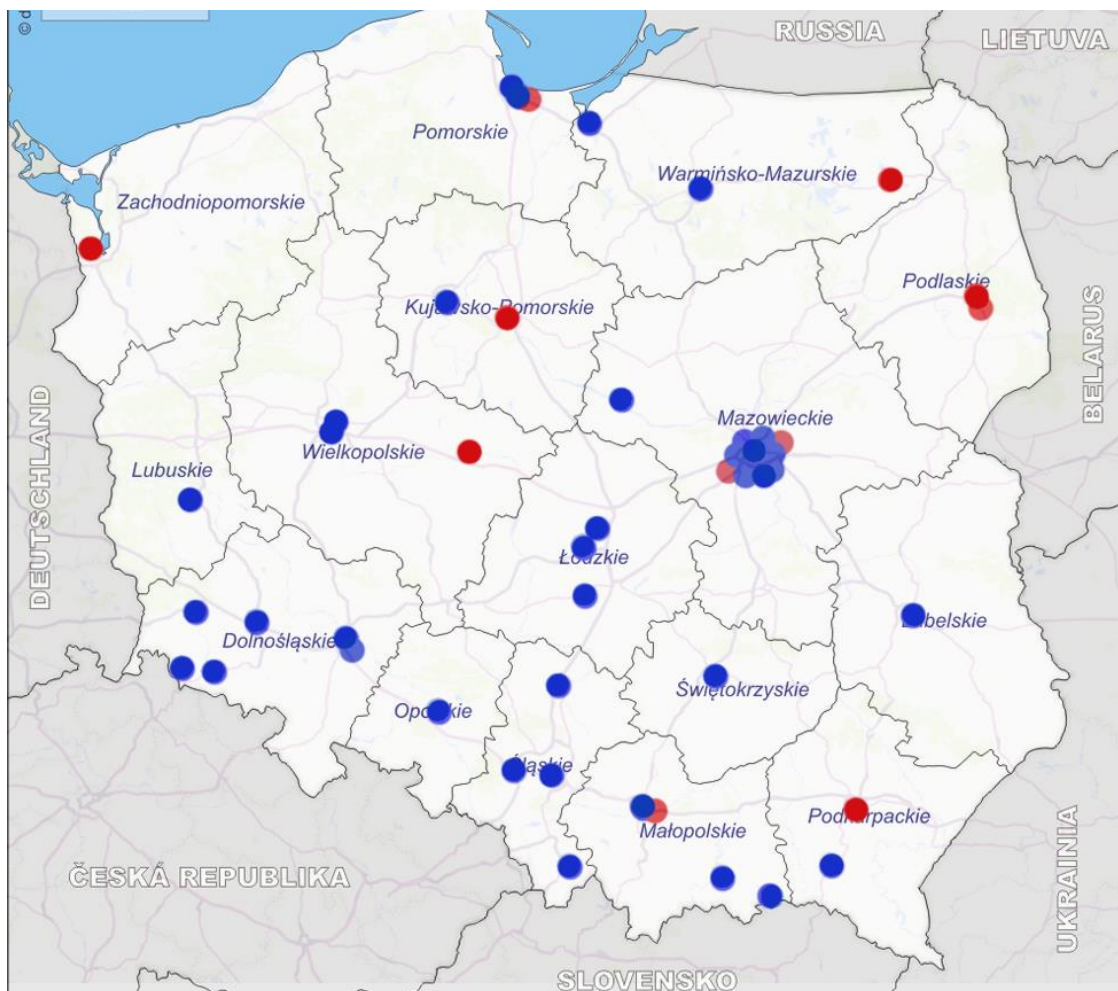 © d
RUSSIA
LIETUVA
Pomorskie
Warmińsko-Mazurskie
Zachodniopomorskie
Podlaskie
Kujawsko-Pomorskie
BELARUS
DEUTSCHLAND
Mazowieckie
Wielkopolskie
Lubuskie
Łódzkie
Lubelskie
Dolnośląskie
Świętokrzyskie
Opolskie
Śląskie
Podkarpackie
Małopolskie
UKRAINIA
ČESKÁ REPUBLIKA
SLOVENSKO